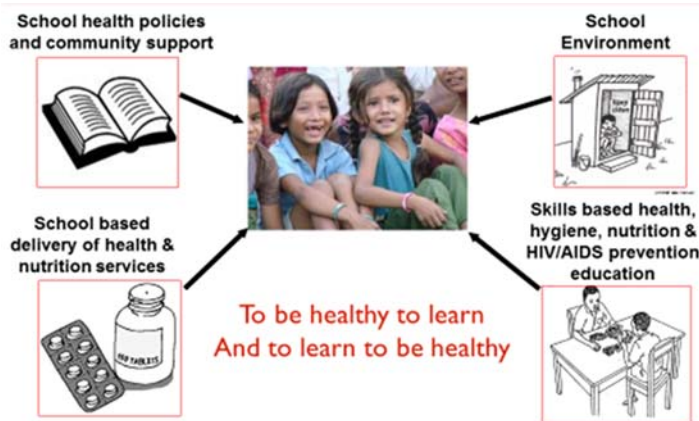 School health policies
and community support
School
Environment
School based
delivery of health &
nutrition services
Skills based health,
hygiene, nutrition &
HIV/AIDS prevention
education
To be healthy to learn
And to learn to be healthy
TABLETS